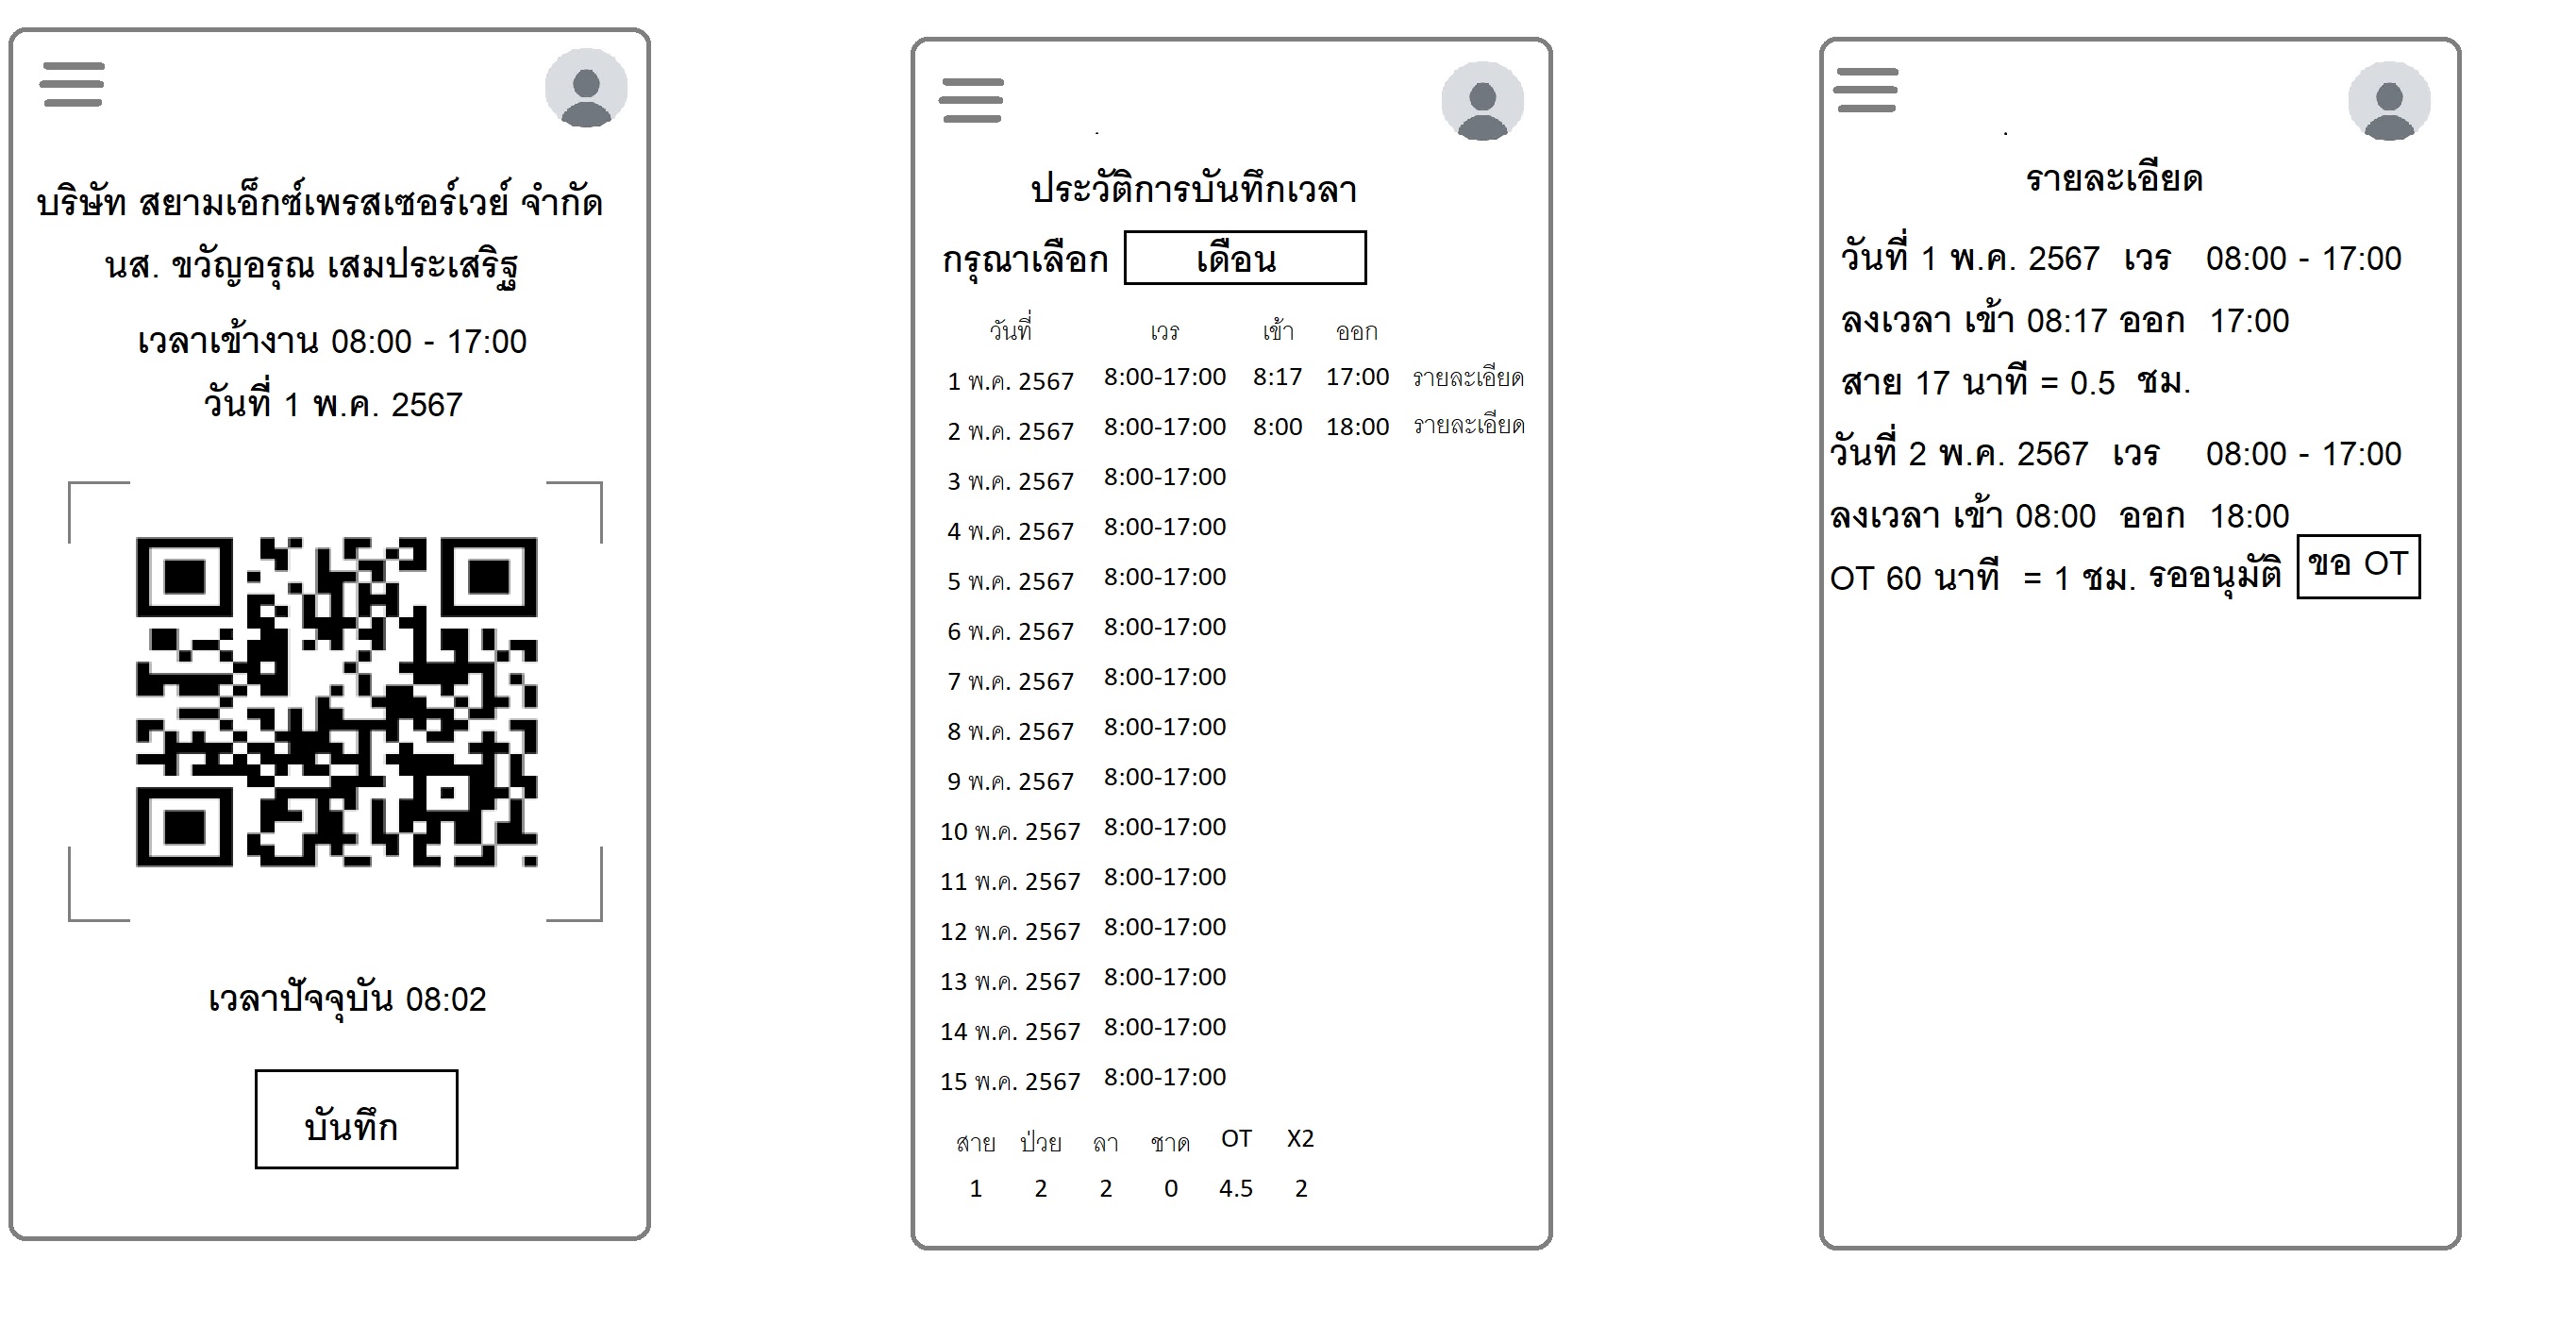 บริษัท สยามเอ็กซ์เพรสเซอร์เวย์ จำกัด
นส. ขวัญอรุณ เสมประเสริฐ
เวลาเข้างาน 08:00 - 17:00
วันที่ 1 พ.ค. 2567
เวลาปัจจุบัน 08:02
บันทึก
ประวัติการบันทึกเวลา
กรุณาเลือก เดือน
วันที่ เวร เข้า ออก
1 พ.ค. 2567 8:00-17:00 8:17 17:00 รายละเอียด
2 พ.ค. 2567 8:00-17:00 8:00 18:00 รายละเอียด
3 พ.ค. 2567 8:00-17:00
4 พ.ค. 2567 8:00-17:00
5 พ.ค. 2567 8:00-17:00
6 พ.ค. 2567 8:00-17:00
7 พ.ค. 2567 8:00-17:00
8 พ.ค. 2567 8:00-17:00
9 พ.ค. 2567 8:00-17:00
10 พ.ค. 2567 8:00-17:00
11 พ.ค. 2567 8:00-17:00
12 พ.ค. 2567 8:00-17:00
13 พ.ค. 2567 8:00-17:00
14 พ.ค. 2567 8:00-17:00
15 พ.ค. 2567 8:00-17:00
สาย ป่วย ลา ขาด OT X2
1 2 2 0 4.5 2
รายละเอียด
วันที่ 1 พ.ค. 2567 เวร 08:00 - 17:00
ลงเวลา เข้า 08:17 ออก 17:00
สาย 17 นาที = 0.5 ชม.
วันที่ 2 พ.ค. 2567 เวร 08:00 - 17:00
ลงเวลา เข้า 08:00 ออก 18:00
OT 60 นาที = 1 ชม. รออนุมัติ ขอ OT